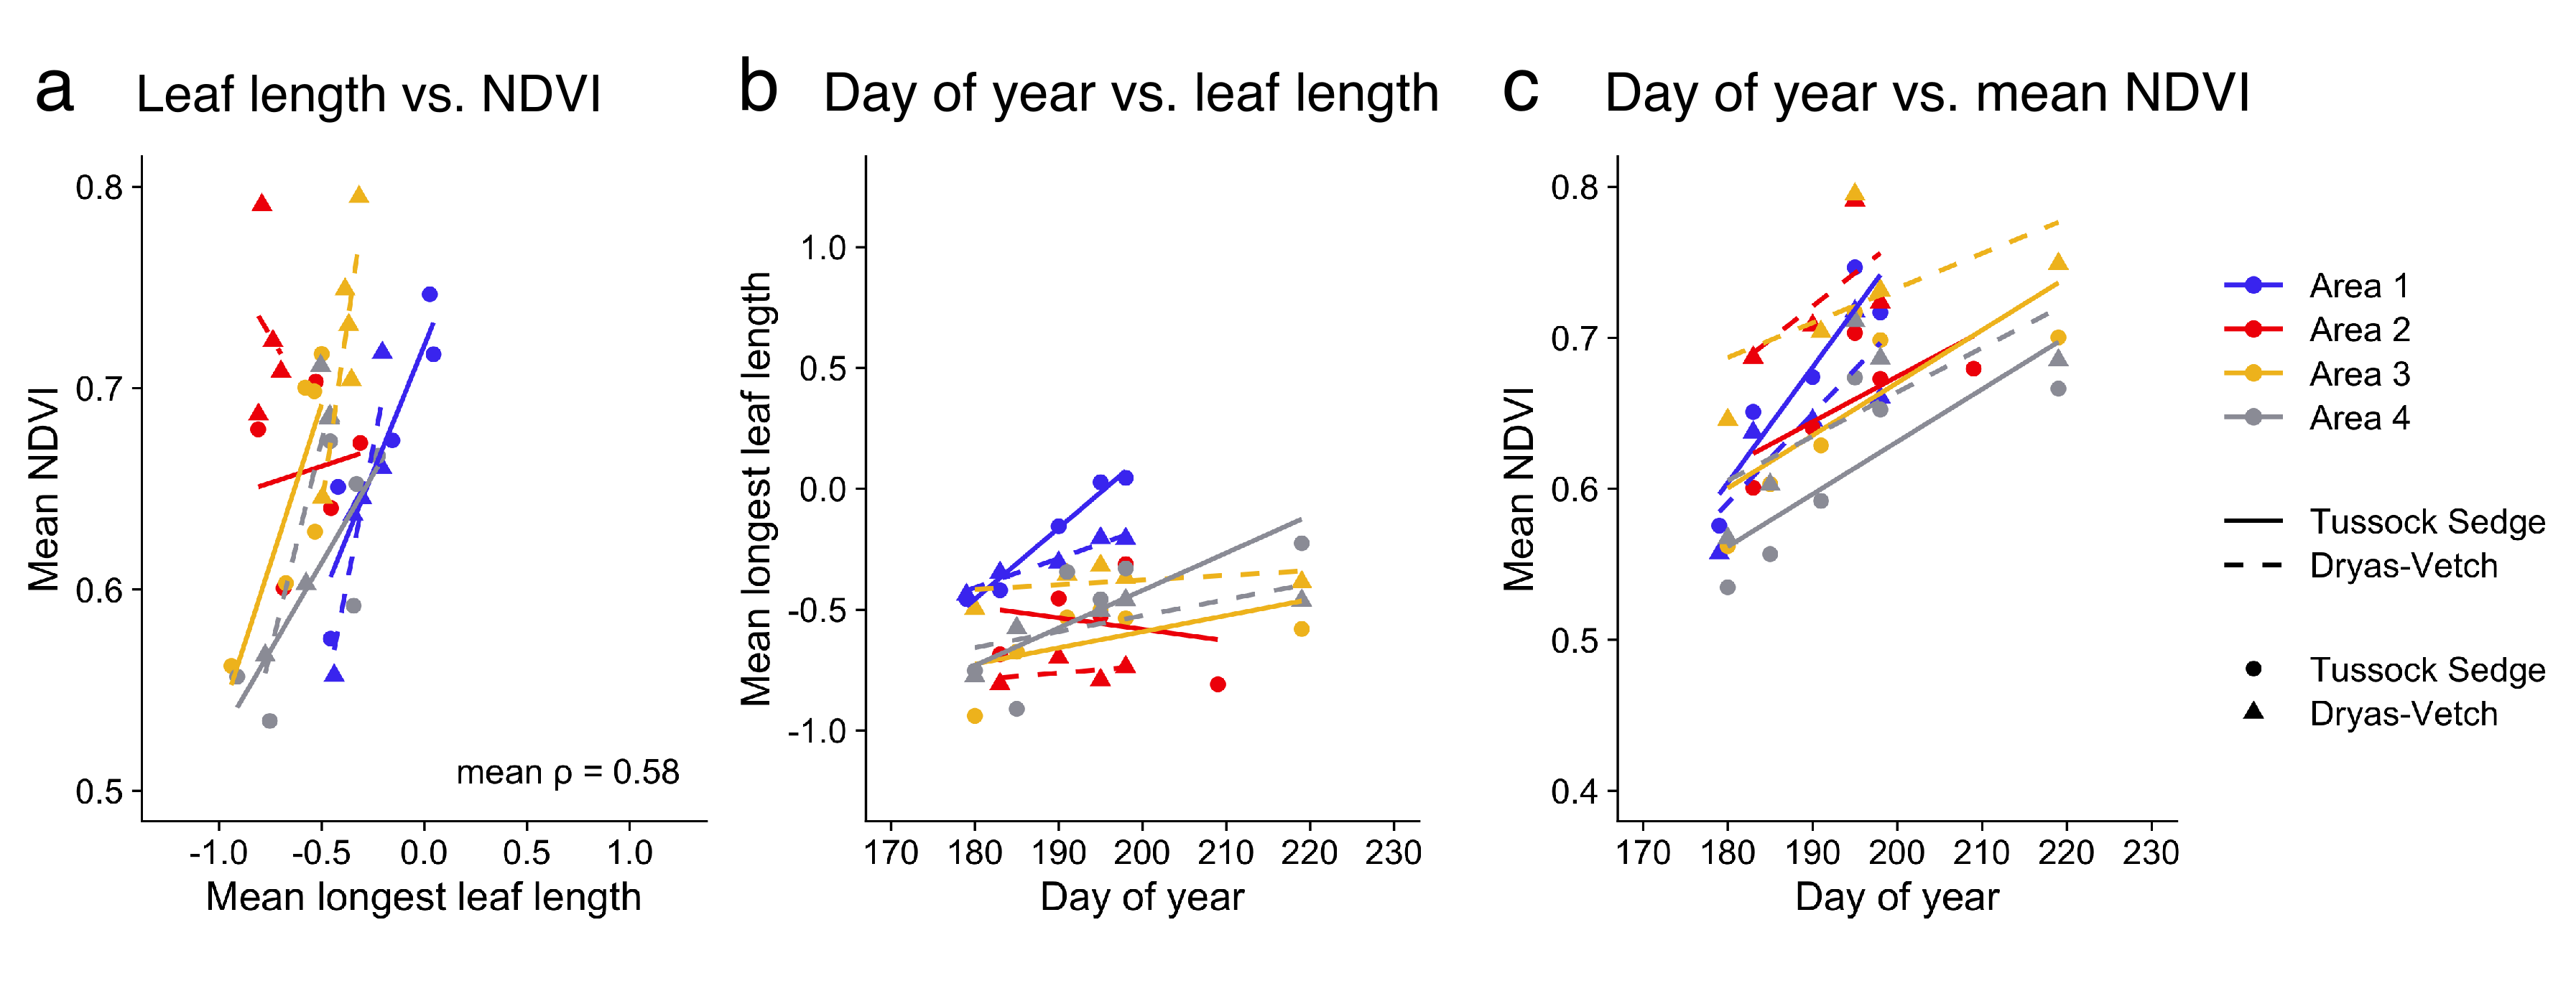 a Leaf length vs. NDVI
Mean NDVI
0.8
0.7
0.6
0.5
mean ρ = 0.58
-1.0 -0.5 0.0 0.5 1.0
Mean longest leaf length
b Day of year vs. leaf length
Mean longest leaf length
1.0
0.5
0.0
-0.5
-1.0
170 180 190 200 210 220 230
Day of year
c Day of year vs. mean NDVI
Mean NDVI
0.8
0.7
0.6
0.5
0.4
170 180 190 200 210 220 230
Day of year
Area 1
Area 2
Area 3
Area 4
Tussock Sedge
Dryas-Vetch
Tussock Sedge
Dryas-Vetch